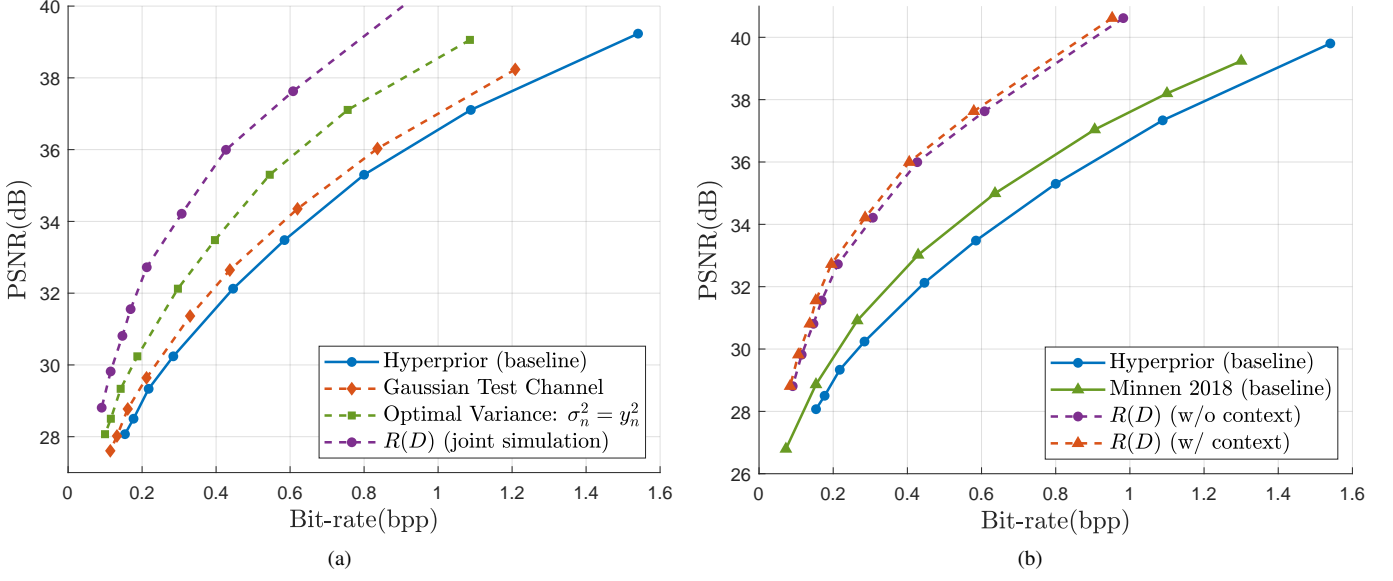 40
38
36
34
32
30
28
0
0.2
0.4
0.6
0.8
1
1.2
1.4
1.6
PSNR(dB)
Bit-rate(bpp)
Hyperprior (baseline)
Gaussian Test Channel
Optimal Variance: σₙ² = yₙ²
R(D) (joint simulation)
(a)
40
38
36
34
32
30
28
26
0
0.2
0.4
0.6
0.8
1
1.2
1.4
1.6
PSNR(dB)
Bit-rate(bpp)
Hyperprior (baseline)
Minnen 2018 (baseline)
R(D) (w/o context)
R(D) (w/ context)
(b)